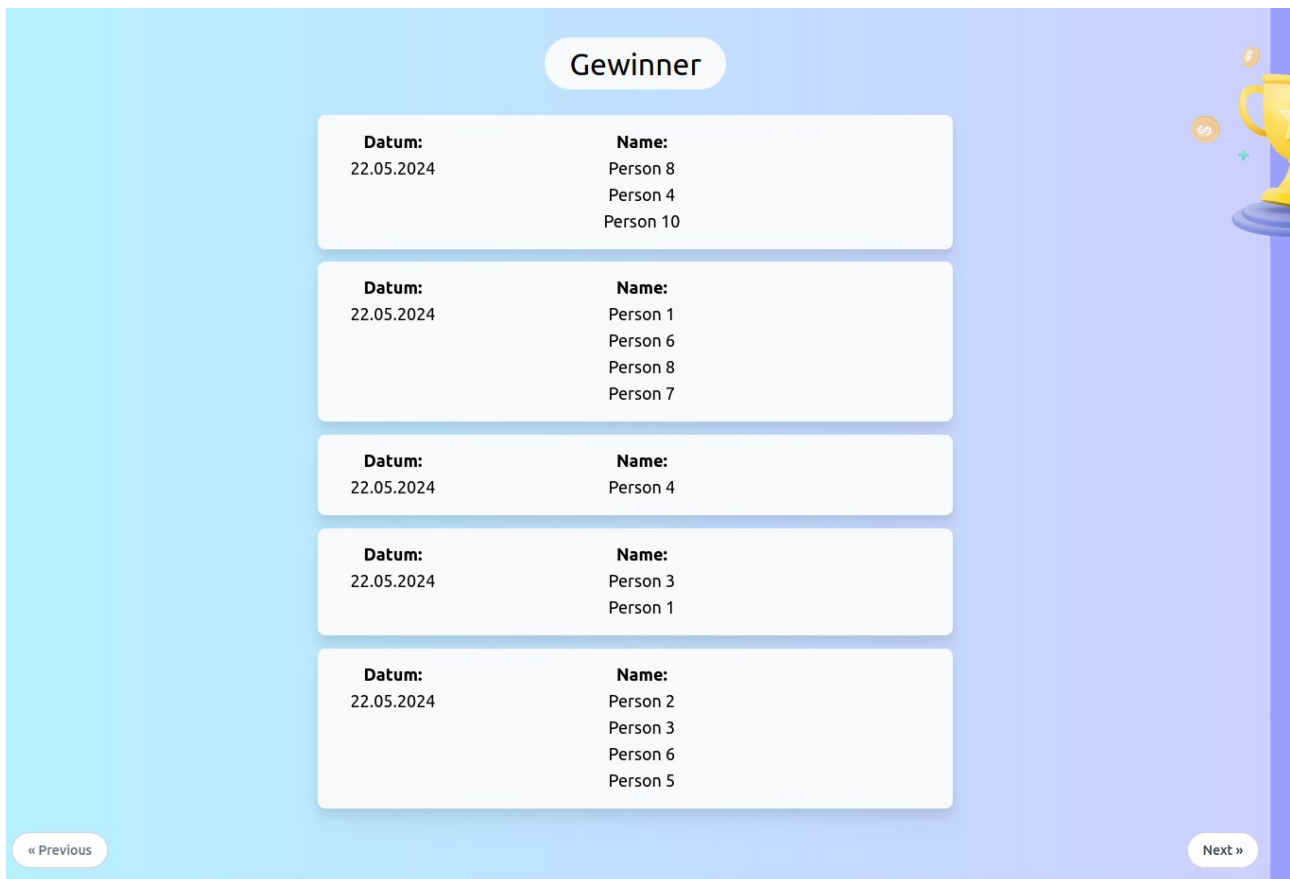 Gewinner
Datum: Name:
22.05.2024 Person 8
Person 4
Person 10
Datum: Name:
22.05.2024 Person 1
Person 6
Person 8
Person 7
Datum: Name:
22.05.2024 Person 4
Datum: Name:
22.05.2024 Person 3
Person 1
Datum: Name:
22.05.2024 Person 2
Person 3
Person 6
Person 5
« Previous Next »